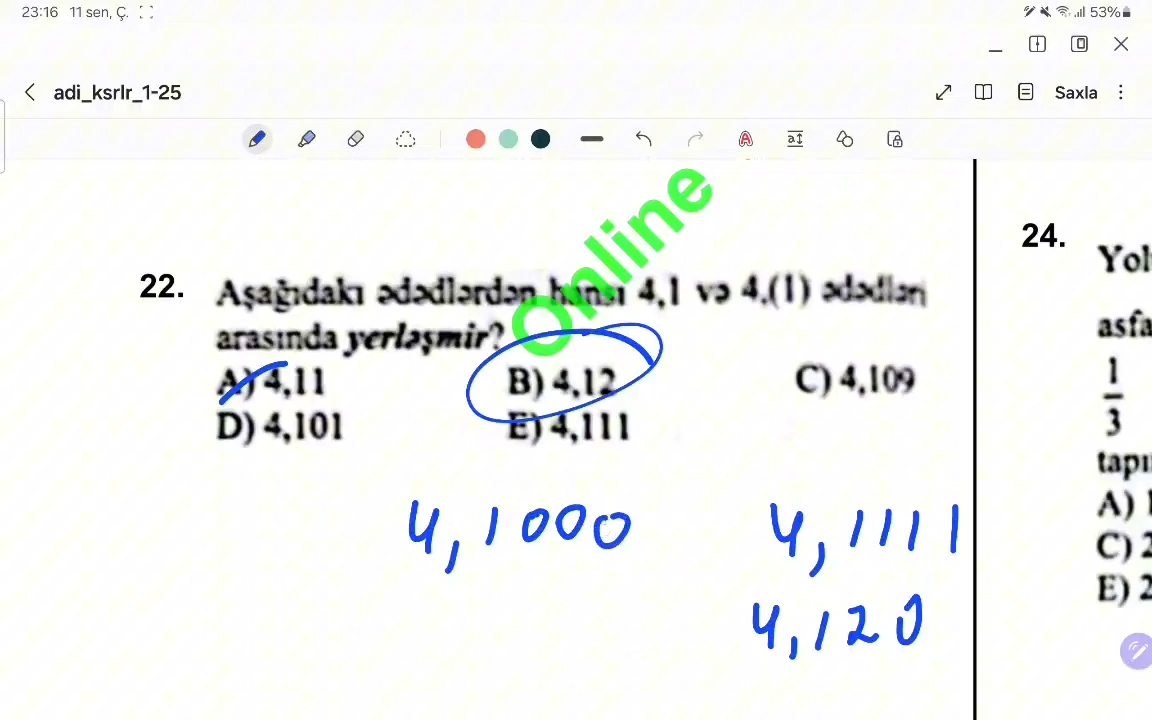 23:16 11 sen, Ç. 53%
adi_ksrlr_1-25 Saxla
Online
22. Aşağıdakı ədədlərdən hansı 4,1 və 4,(1) ədədləri
arasında yerləşmir?
A) 4,11 B) 4,12 C) 4,109
D) 4,101 E) 4,111
4,1000 4,1111
4,120
24. Yol
asfa
1
3
tapı
A) 1
C) 2
E) 2